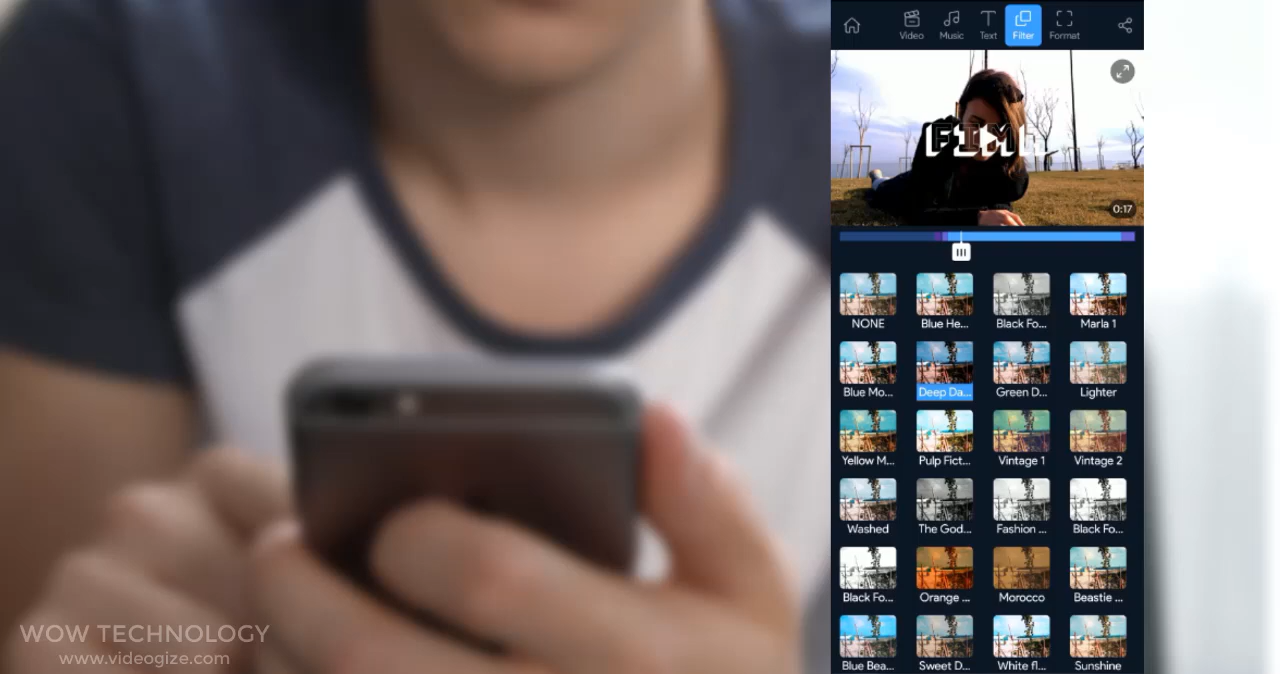 Video Music Text Filter Format
0:17
NONE Blue He... Black Fo... Marla 1
Blue Mo... Deep Da... Green D... Lighter
Yellow M... Pulp Fict... Vintage 1 Vintage 2
Washed The God... Fashion ... Black Fo...
Black Fo... Orange ... Morocco Beastie ...
Blue Bea... Sweet D... White fl... Sunshine
WOW TECHNOLOGY
www.videogize.com